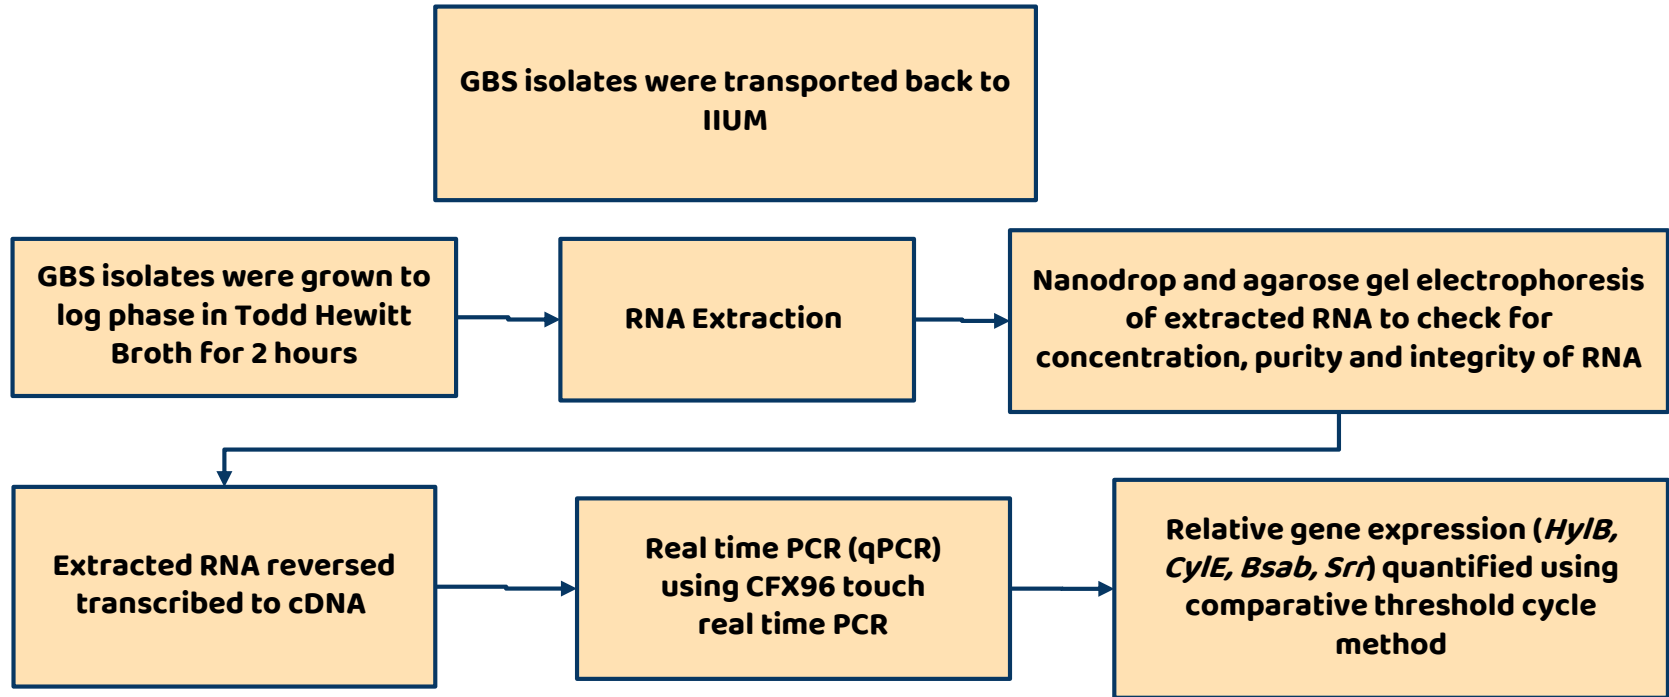 GBS isolates were transported back to
IIUM
GBS isolates were grown to
log phase in Todd Hewitt
Broth for 2 hours
RNA Extraction
Nanodrop and agarose gel electrophoresis
of extracted RNA to check for
concentration, purity and integrity of RNA
Extracted RNA reversed
transcribed to cDNA
Real time PCR (qPCR)
using CFX96 touch
real time PCR
Relative gene expression (HylB,
CylE, Bsab, Srr) quantified using
comparative threshold cycle
method